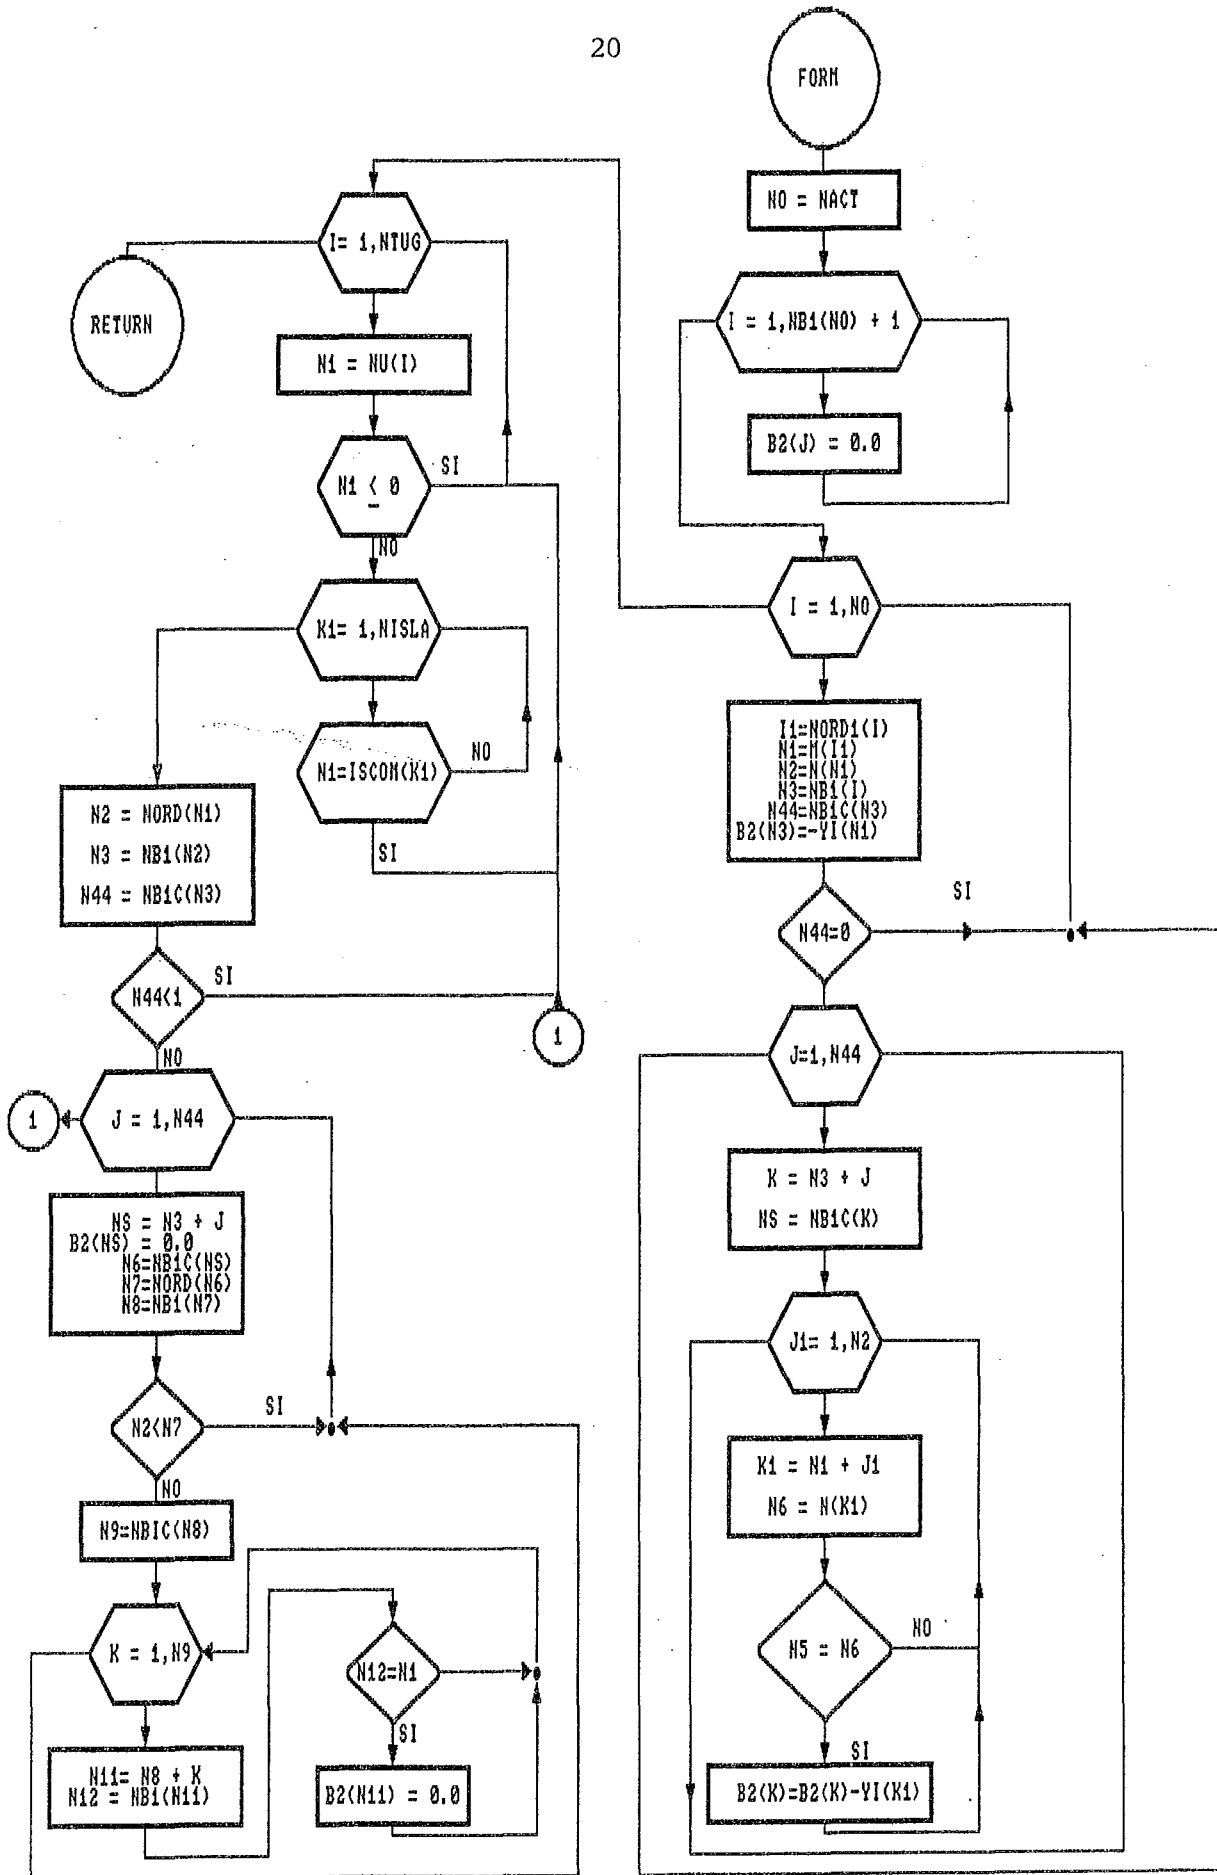 20
FORM
NO = NACT
I = 1,NB1(NO) + 1
B2(J) = 0.0
I = 1,NO
I1=NORD1(I)
N1=M(I1)
N2=N(N1)
N3=NB1(I)
N44=NB1C(N3)
B2(N3)=-YI(N1)
N44=0
SI
J=1,N44
K = N3 + J
NS = NB1C(K)
J1= 1,N2
K1 = N1 + J1
N6 = N(K1)
N5 = N6
NO
SI
B2(K)=B2(K)-YI(K1)
I= 1,NTUG
RETURN
N1 = NU(I)
N1 < 0
SI
NO
K1= 1,NISLA
N1=ISCOM(K1)
NO
SI
N2 = NORD(N1)
N3 = NB1(N2)
N44 = NB1C(N3)
N44<1
SI
1
NO
J = 1,N44
1
NS = N3 + J
B2(NS) = 0.0
N6=NB1C(NS)
N7=NORD(N6)
N8=NB1(N7)
N2<N7
SI
NO
N9=NBIC(N8)
K = 1,N9
N11= N8 + K
N12 = NB1(N11)
N12=N1
SI
B2(N11) = 0.0